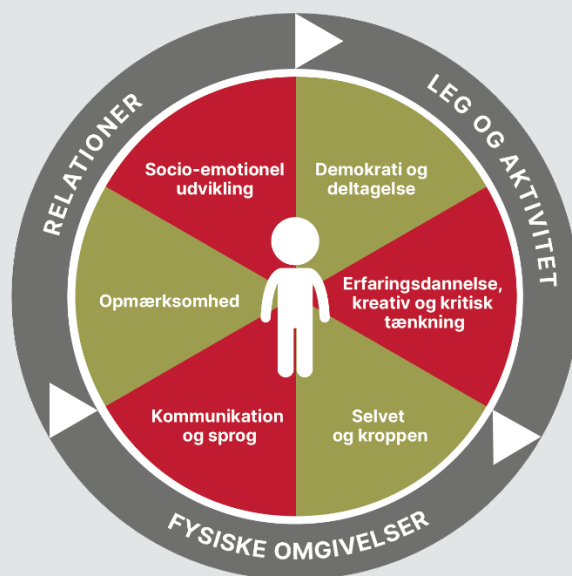 RELATIONER
LEG OG AKTIVITET
Socio-emotionel
udvikling
Demokrati og
deltagelse
Opmærksomhed
Erfaringsdannelse,
kreativ og kritisk
tænkning
Kommunikation
og sprog
Selvet
og kroppen
FYSISKE OMGIVELSER